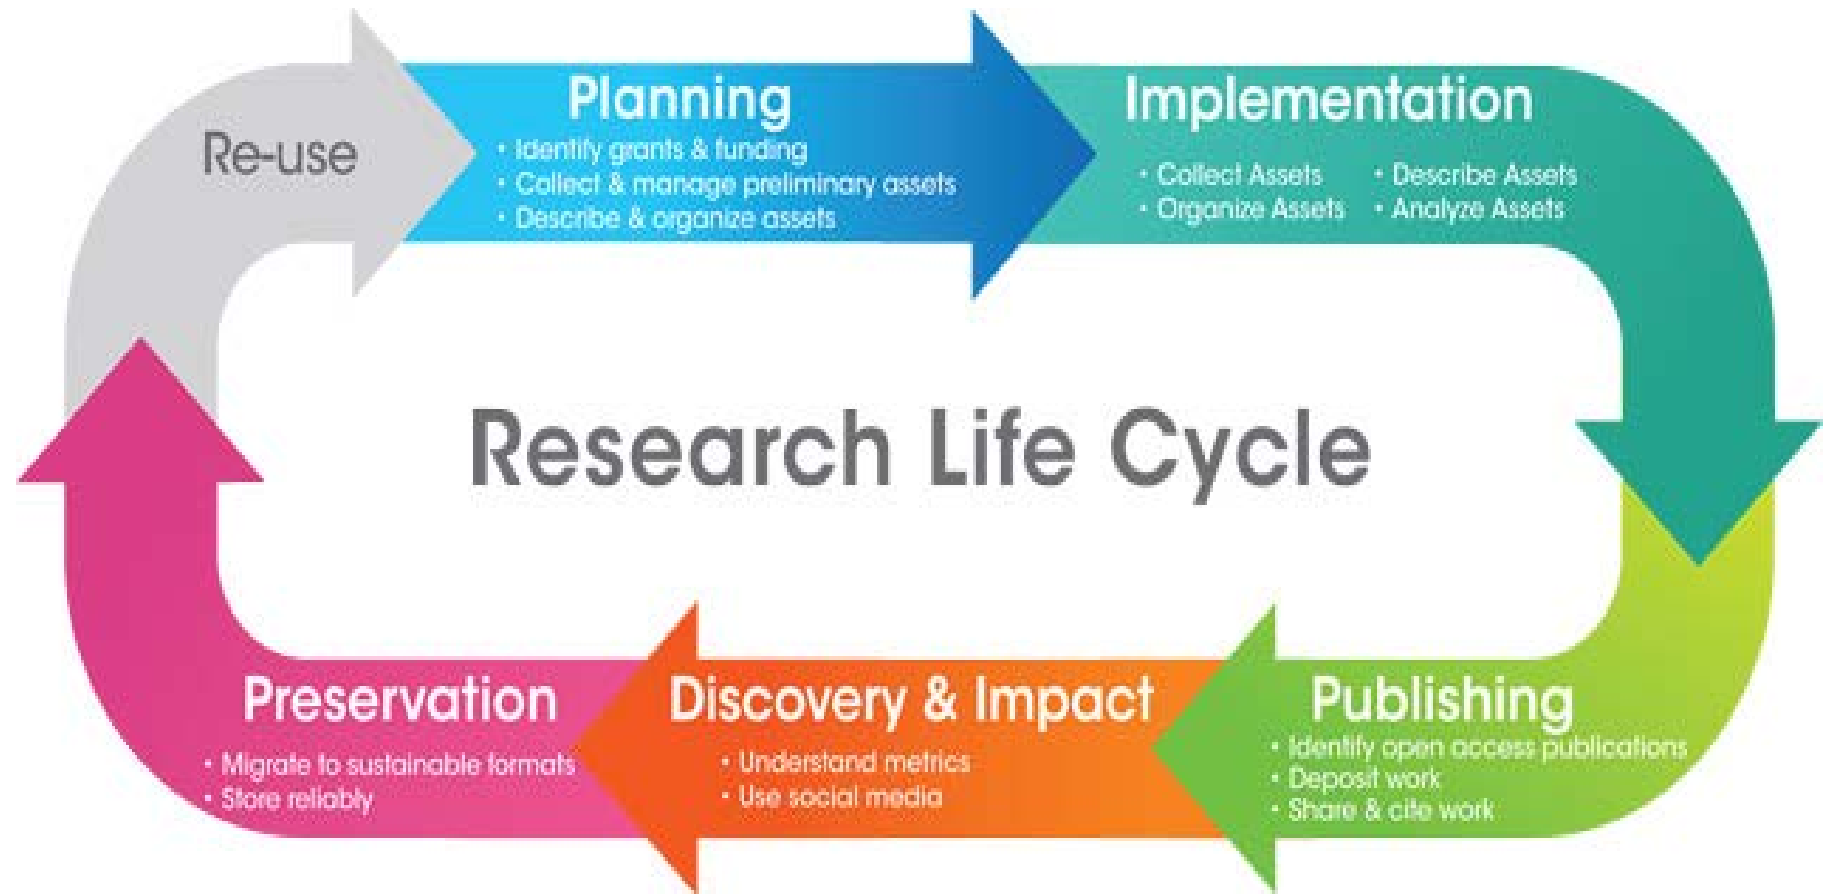 Re-use
Planning
• Identify grants & funding
• Collect & manage preliminary assets
• Describe & organize assets
Implementation
• Collect Assets
• Organize Assets
• Describe Assets
• Analyze Assets
Research Life Cycle
Publishing
• Identify open access publications
• Deposit work
• Share & cite work
Discovery & Impact
• Understand metrics
• Use social media
Preservation
• Migrate to sustainable formats
• Store reliably